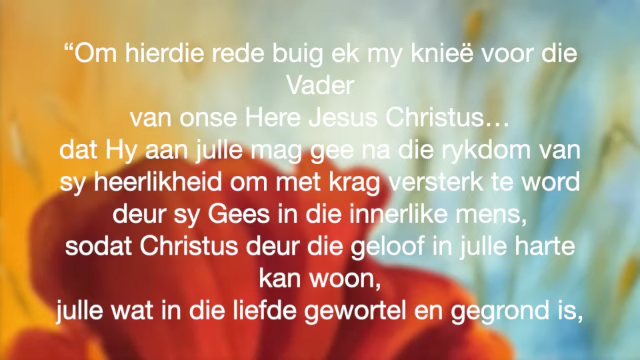 “Om hierdie rede buig ek my knieë voor die
Vader
van onse Here Jesus Christus…
dat Hy aan julle mag gee na die rykdom van
sy heerlikheid om met krag versterk te word
deur sy Gees in die innerlike mens,
sodat Christus deur die geloof in julle harte
kan woon,
julle wat in die liefde gewortel en gegrond is,